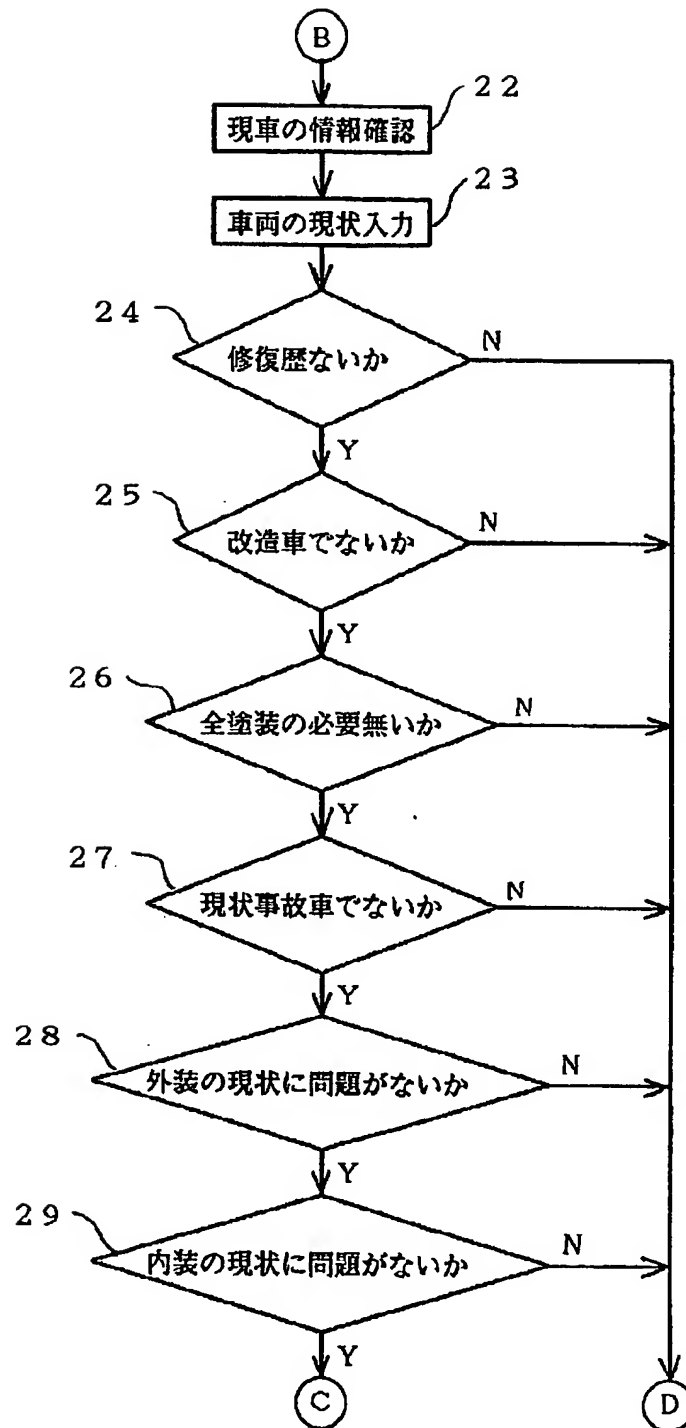 B
22
現車の情報確認
23
車両の現状入力
24
修復歴ないか
N
Y
25
改造車でないか
N
Y
26
全塗装の必要無いか
N
Y
27
現状事故車でないか
N
Y
28
外装の現状に問題がないか
N
Y
29
内装の現状に問題がないか
N
Y
C
D